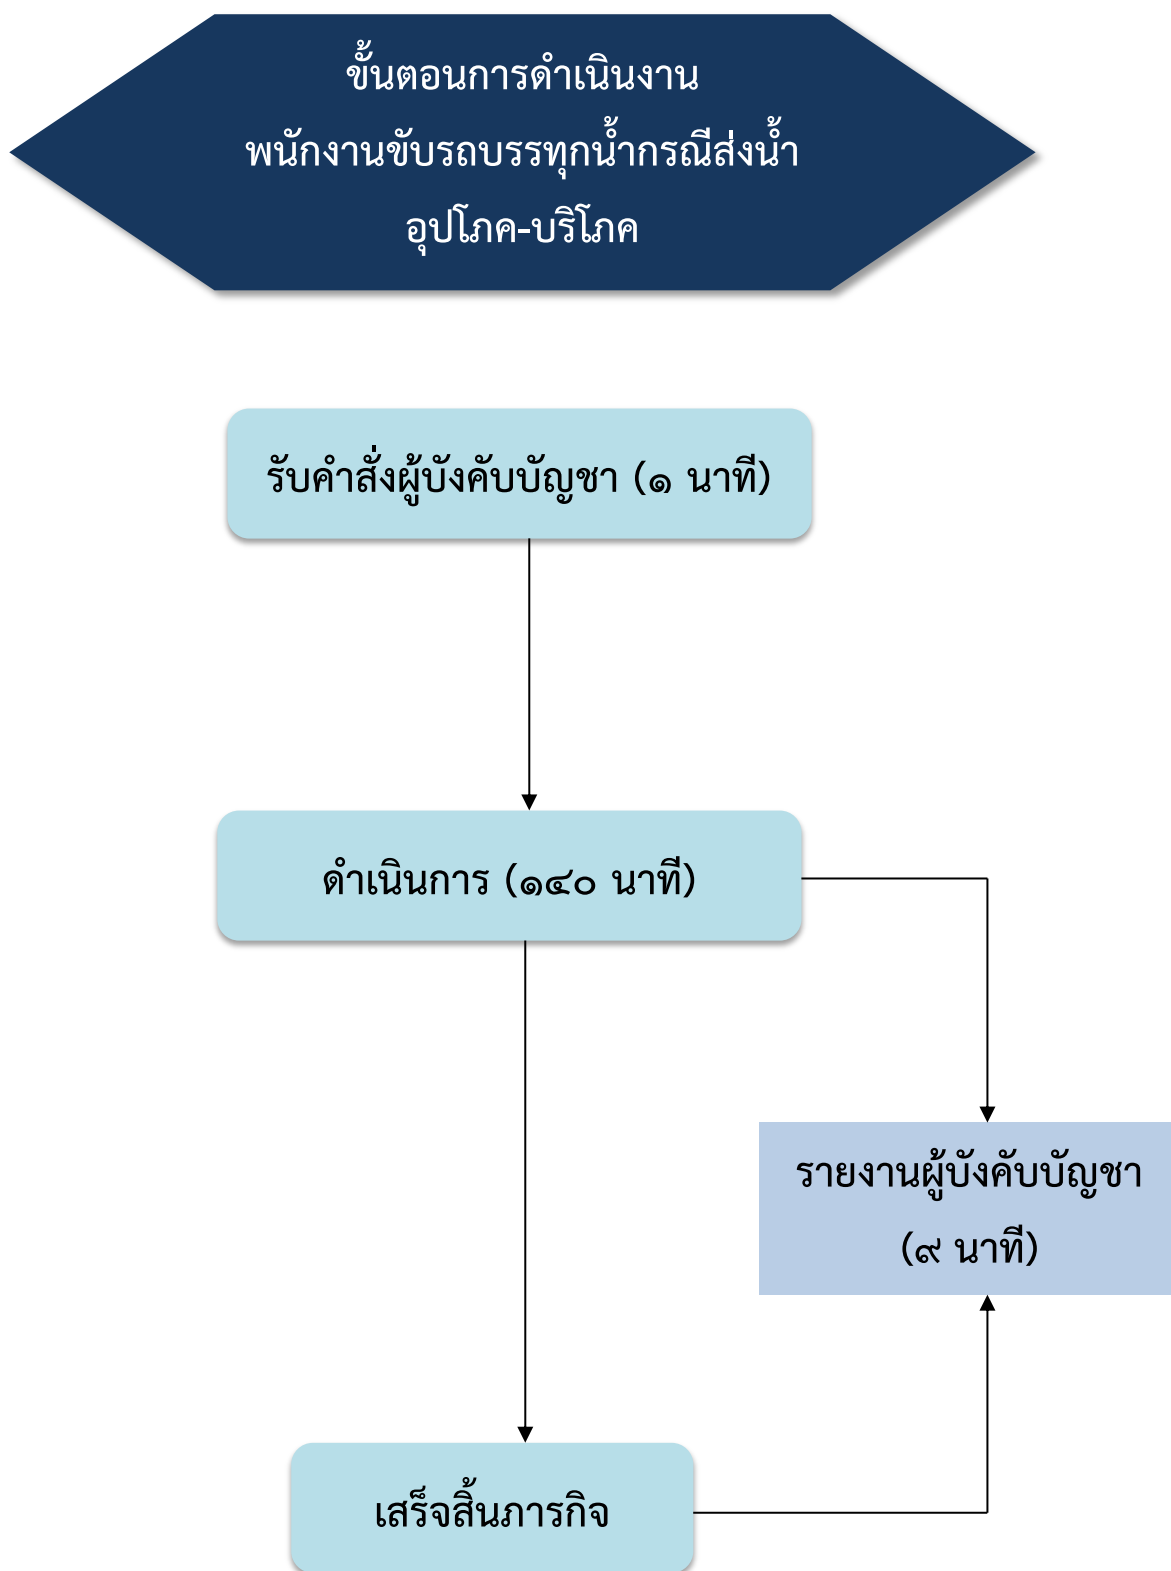 ขั้นตอนการดำเนินงาน
พนักงานขับรถบรรทุกน้ำกรณีส่งน้ำ
อุปโภค-บริโภค
รับคำสั่งผู้บังคับบัญชา (๑ นาที)
ดำเนินการ (๑๔๐ นาที)
รายงานผู้บังคับบัญชา
(๙ นาที)
เสร็จสิ้นภารกิจ